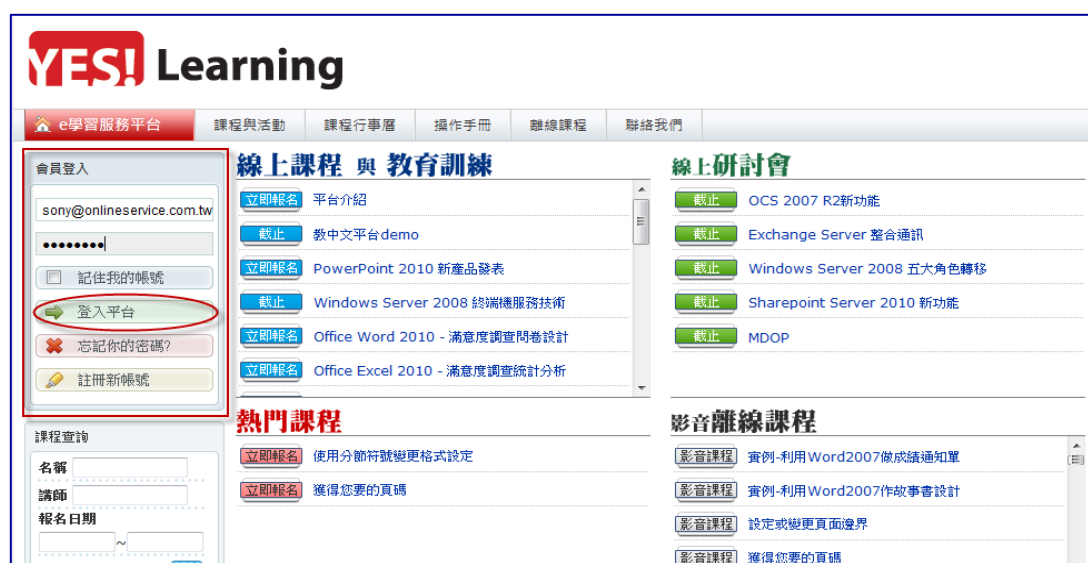 YES! Learning
e學習服務平台 課程與活動 課程行事曆 操作手冊 離線課程 聯絡我們
會員登入
sony@onlineservice.com.tw
••••••••
記住我的帳號
登入平台
忘記你的密碼?
註冊新帳號
課程查詢
名稱
講師
報名日期
~
線上課程 與 教育訓練
立即報名 平台介紹
截止 教中文平台demo
立即報名 PowerPoint 2010 新產品發表
截止 Windows Server 2008 終端機服務技術
立即報名 Office Word 2010 - 滿意度調查問卷設計
立即報名 Office Excel 2010 - 滿意度調查統計分析
線上研討會
截止 OCS 2007 R2新功能
截止 Exchange Server 整合通訊
截止 Windows Server 2008 五大角色轉移
截止 Sharepoint Server 2010 新功能
截止 MDOP
熱門課程
立即報名 使用分節符號變更格式設定
立即報名 獲得您要的頁碼
影音離線課程
影音課程 實例-利用Word2007做成績通知單
影音課程 實例-利用Word2007作故事書設計
影音課程 設定或變更頁面邊界
影音課程 獲得您要的頁碼